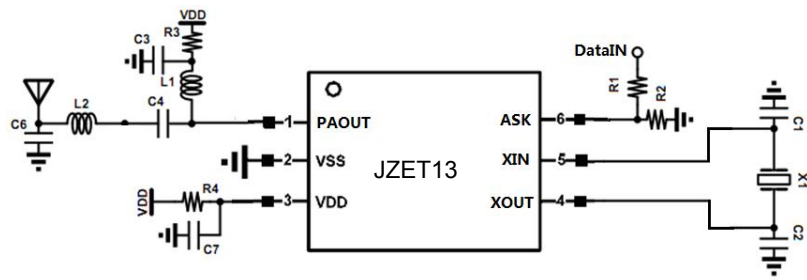 VDD
C3
R3
L1
DataIN
R1
R2
C1
L2
C4
C6
1 PAOUT
ASK 6
2 VSS
JZET13
XIN 5
X1
VDD
R4
3 VDD
XOUT 4
C7
C2